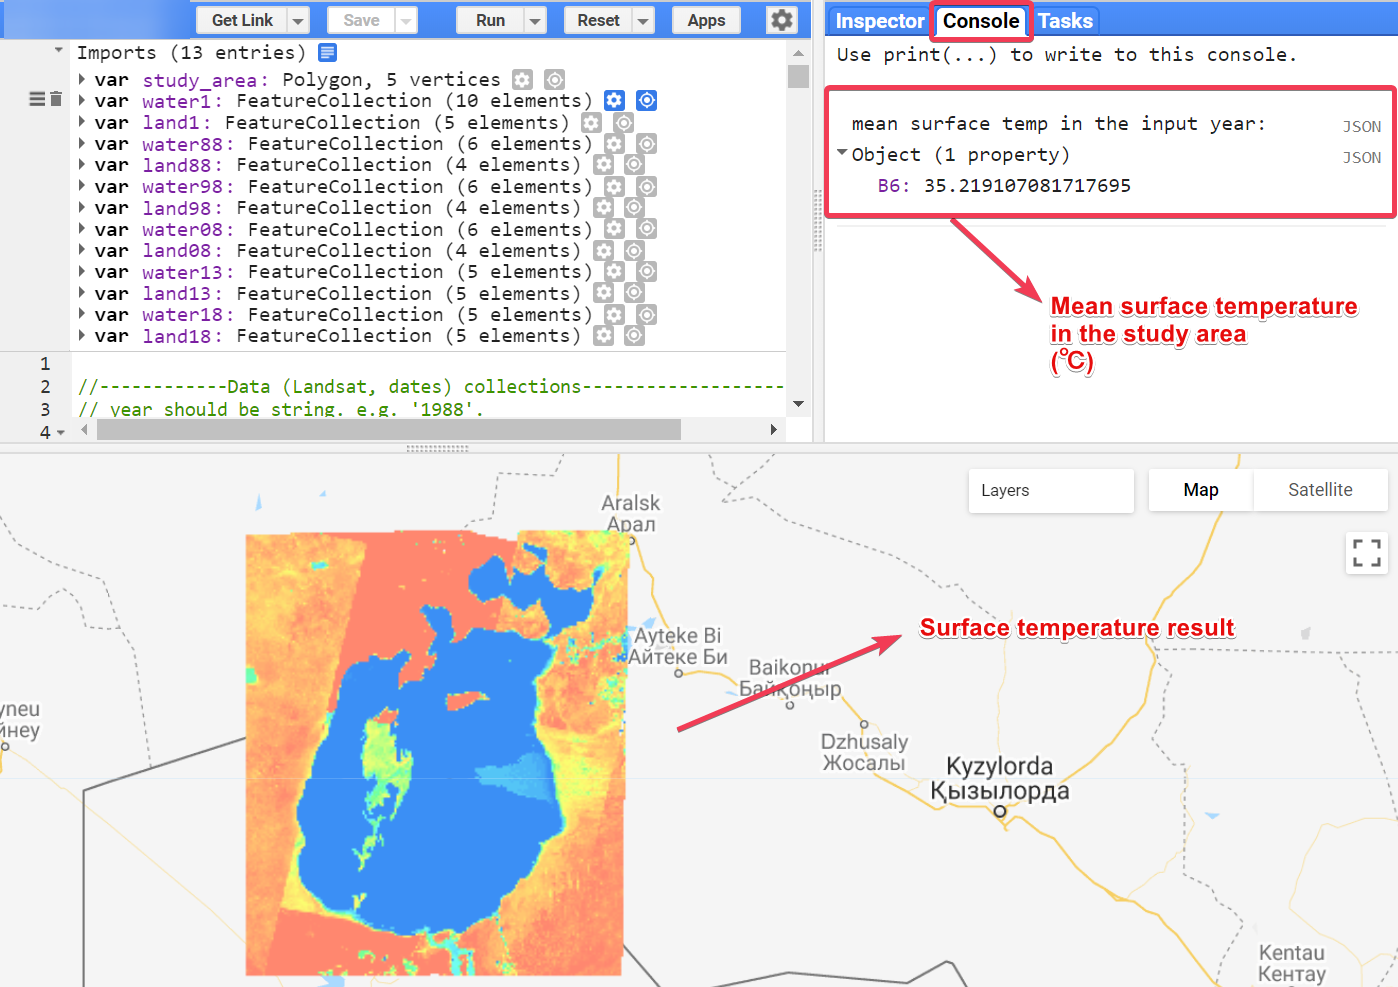 Get Link
Save
Run
Reset
Apps
Inspector
Console
Tasks
Imports (13 entries)
var study_area: Polygon, 5 vertices
var water1: FeatureCollection (10 elements)
var land1: FeatureCollection (5 elements)
var water88: FeatureCollection (6 elements)
var land88: FeatureCollection (4 elements)
var water98: FeatureCollection (6 elements)
var land98: FeatureCollection (4 elements)
var water08: FeatureCollection (6 elements)
var land08: FeatureCollection (4 elements)
var water13: FeatureCollection (5 elements)
var land13: FeatureCollection (5 elements)
var water18: FeatureCollection (5 elements)
var land18: FeatureCollection (5 elements)
1
2 //------------Data (Landsat, dates) collections-------------------
3 // year should be string. e.g. '1988'.
4
Use print(...) to write to this console.
mean surface temp in the input year:
JSON
Object (1 property)
JSON
B6: 35.219107081717695
Mean surface temperature
in the study area
(°C)
Layers
Map
Satellite
Aralsk
Арал
Surface temperature result
Ayteke Bi
Айтеке Би
Baikonur
Байқоңыр
yneu
йнеу
Dzhusaly
Жосалы
Kyzylorda
Қызылорда
Kentau
Кентау